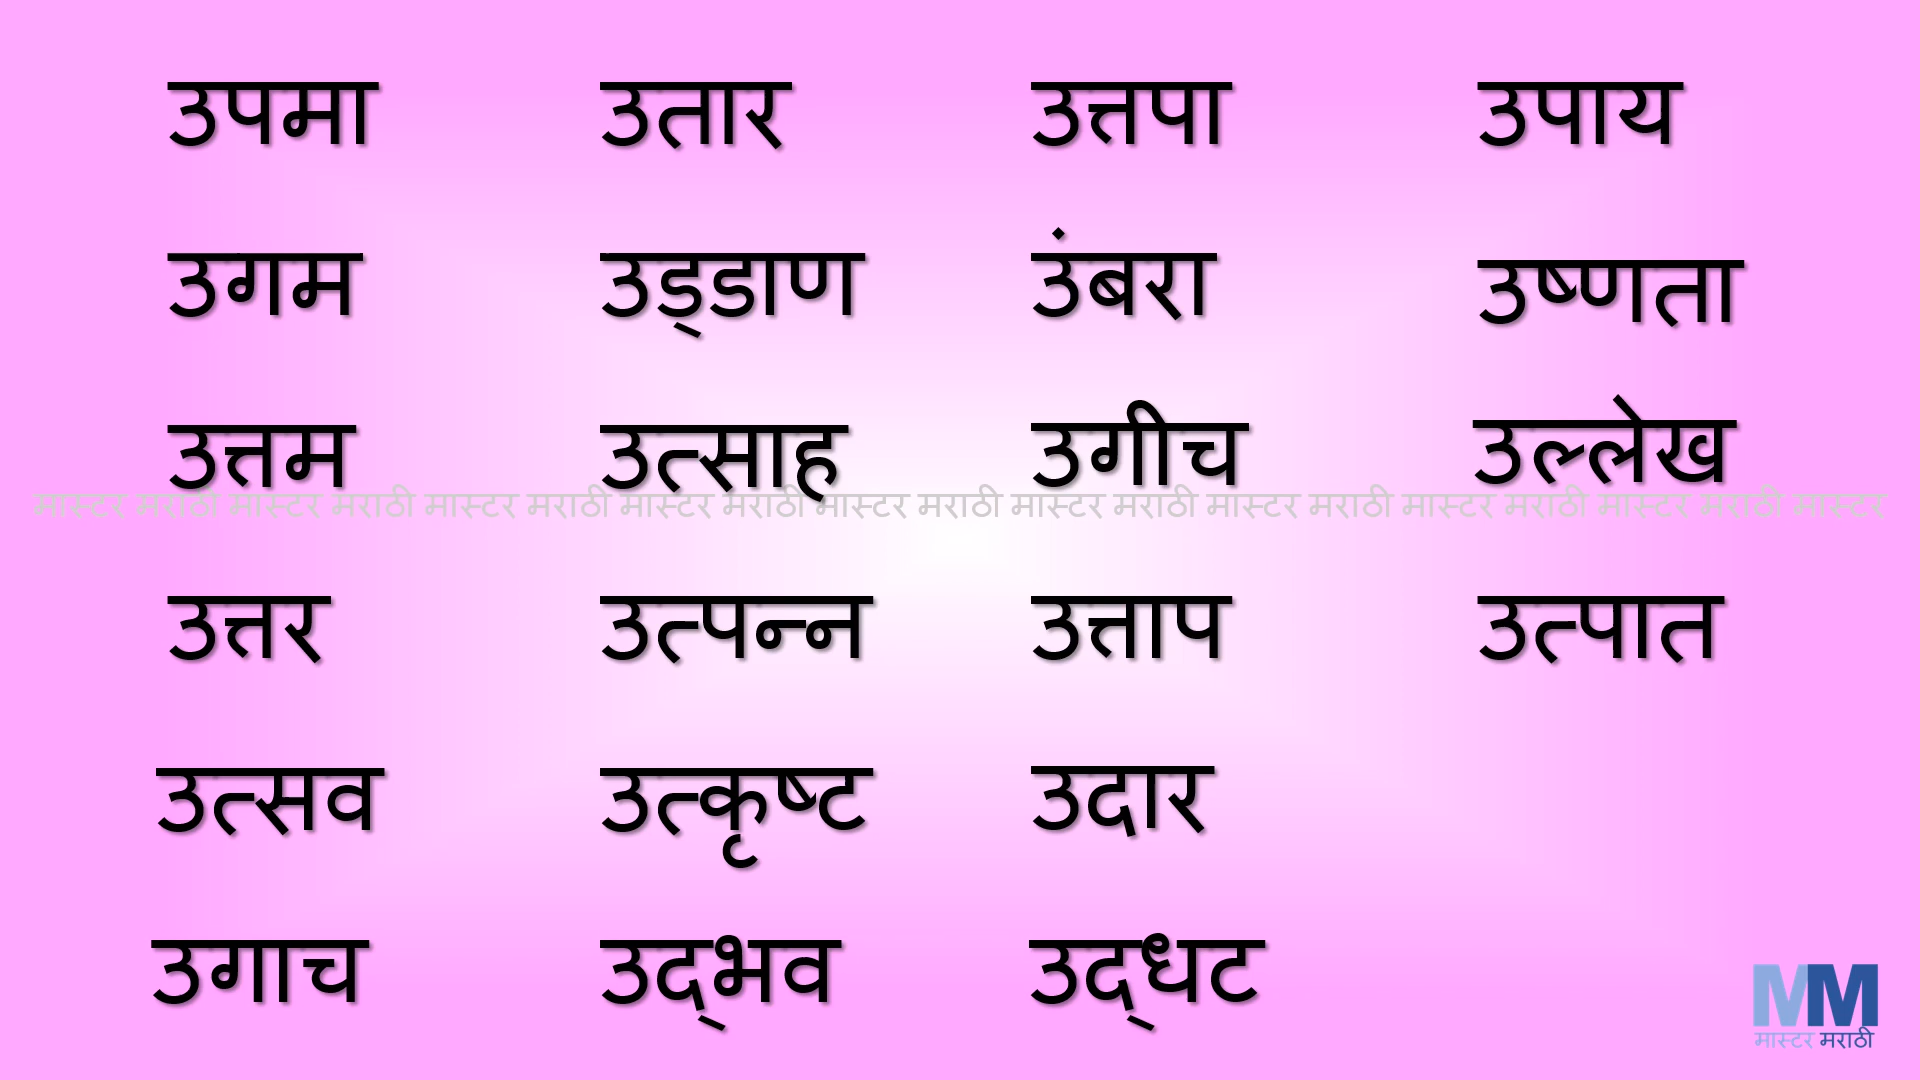 उपमा उतार उत्तपा उपाय
उगम उड्डाण उंबरा उष्णता
उत्तम उत्साह उगीच उल्लेख
मास्टर मराठी मास्टर मराठी मास्टर मराठी मास्टर मराठी मास्टर मराठी मास्टर मराठी मास्टर मराठी मास्टर मराठी मास्टर मराठी मास्टर
उत्तर उत्पन्न उत्ताप उत्पात
उत्सव उत्कृष्ट उदार
उगाच उद्‌भव उद्‌धट
MM
मास्टर मराठी